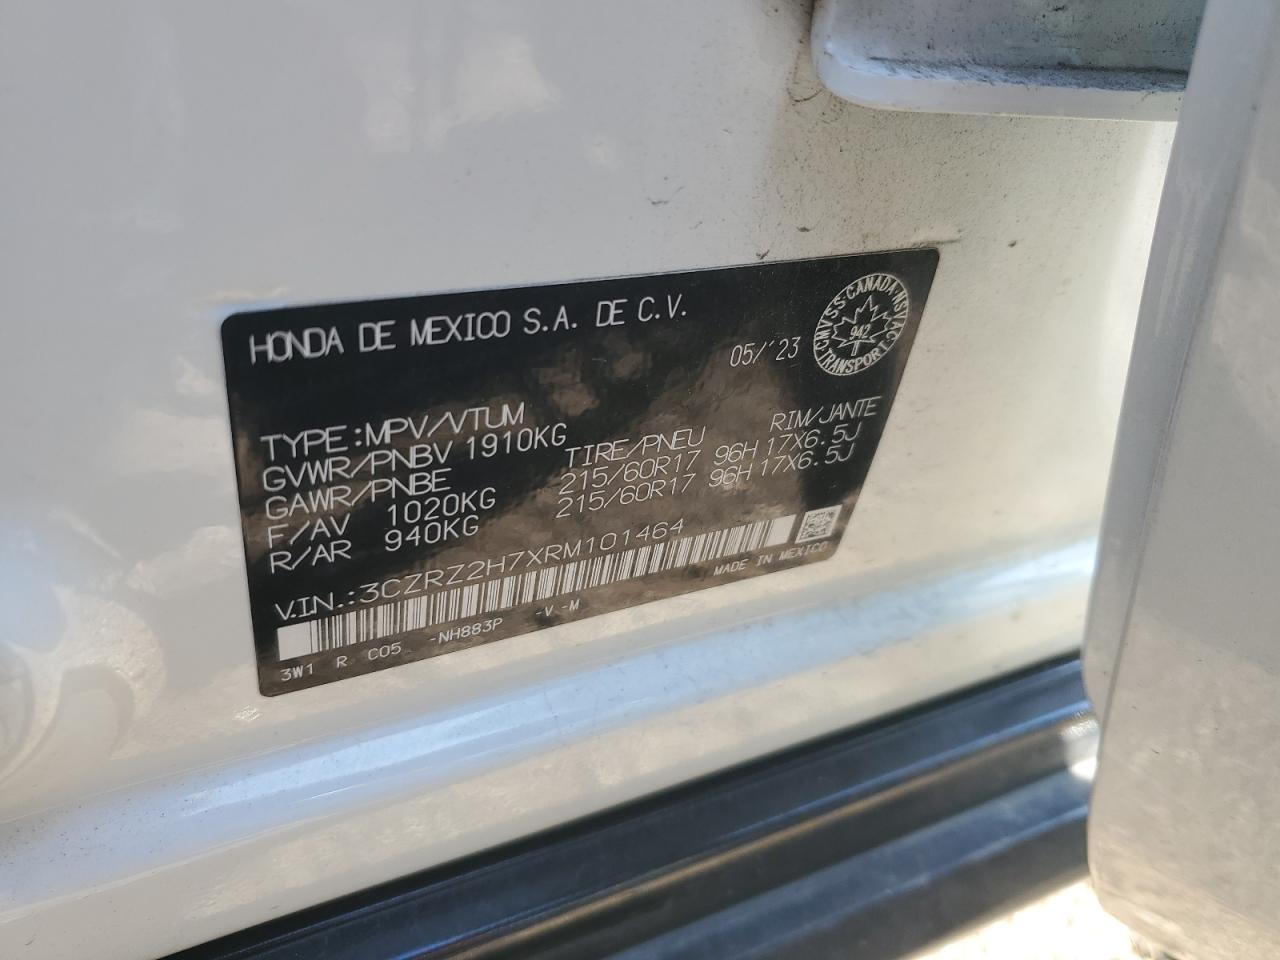 HONDA DE MEXICO S.A. DE C.V.
05/'23
CMVSS·CANADA·NSVAC
942
TRANSPORT
TYPE:MPV/VTUM
GVWR/PNBV 1910KG
GAWR/PNBE TIRE/PNEU RIM/JANTE
F/AV 1020KG 215/60R17 96H 17X6.5J
R/AR 940KG 215/60R17 96H 17X6.5J
V.IN.:3CZRZ2H7XRM101464
MADE IN MEXICO
3W1 R C05 -NH883P -V -M